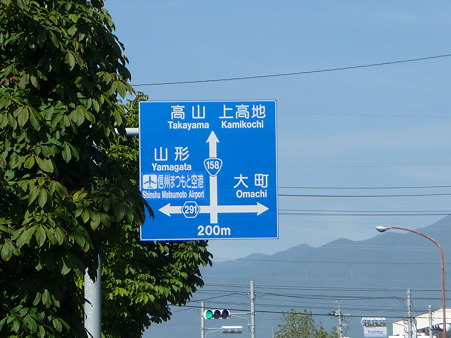 高山 上高地
Takayama Kamikochi
山形
Yamagata
158
信州まつもと空港
Shinshu Matsumoto Airport
大町
Omachi
291
200m